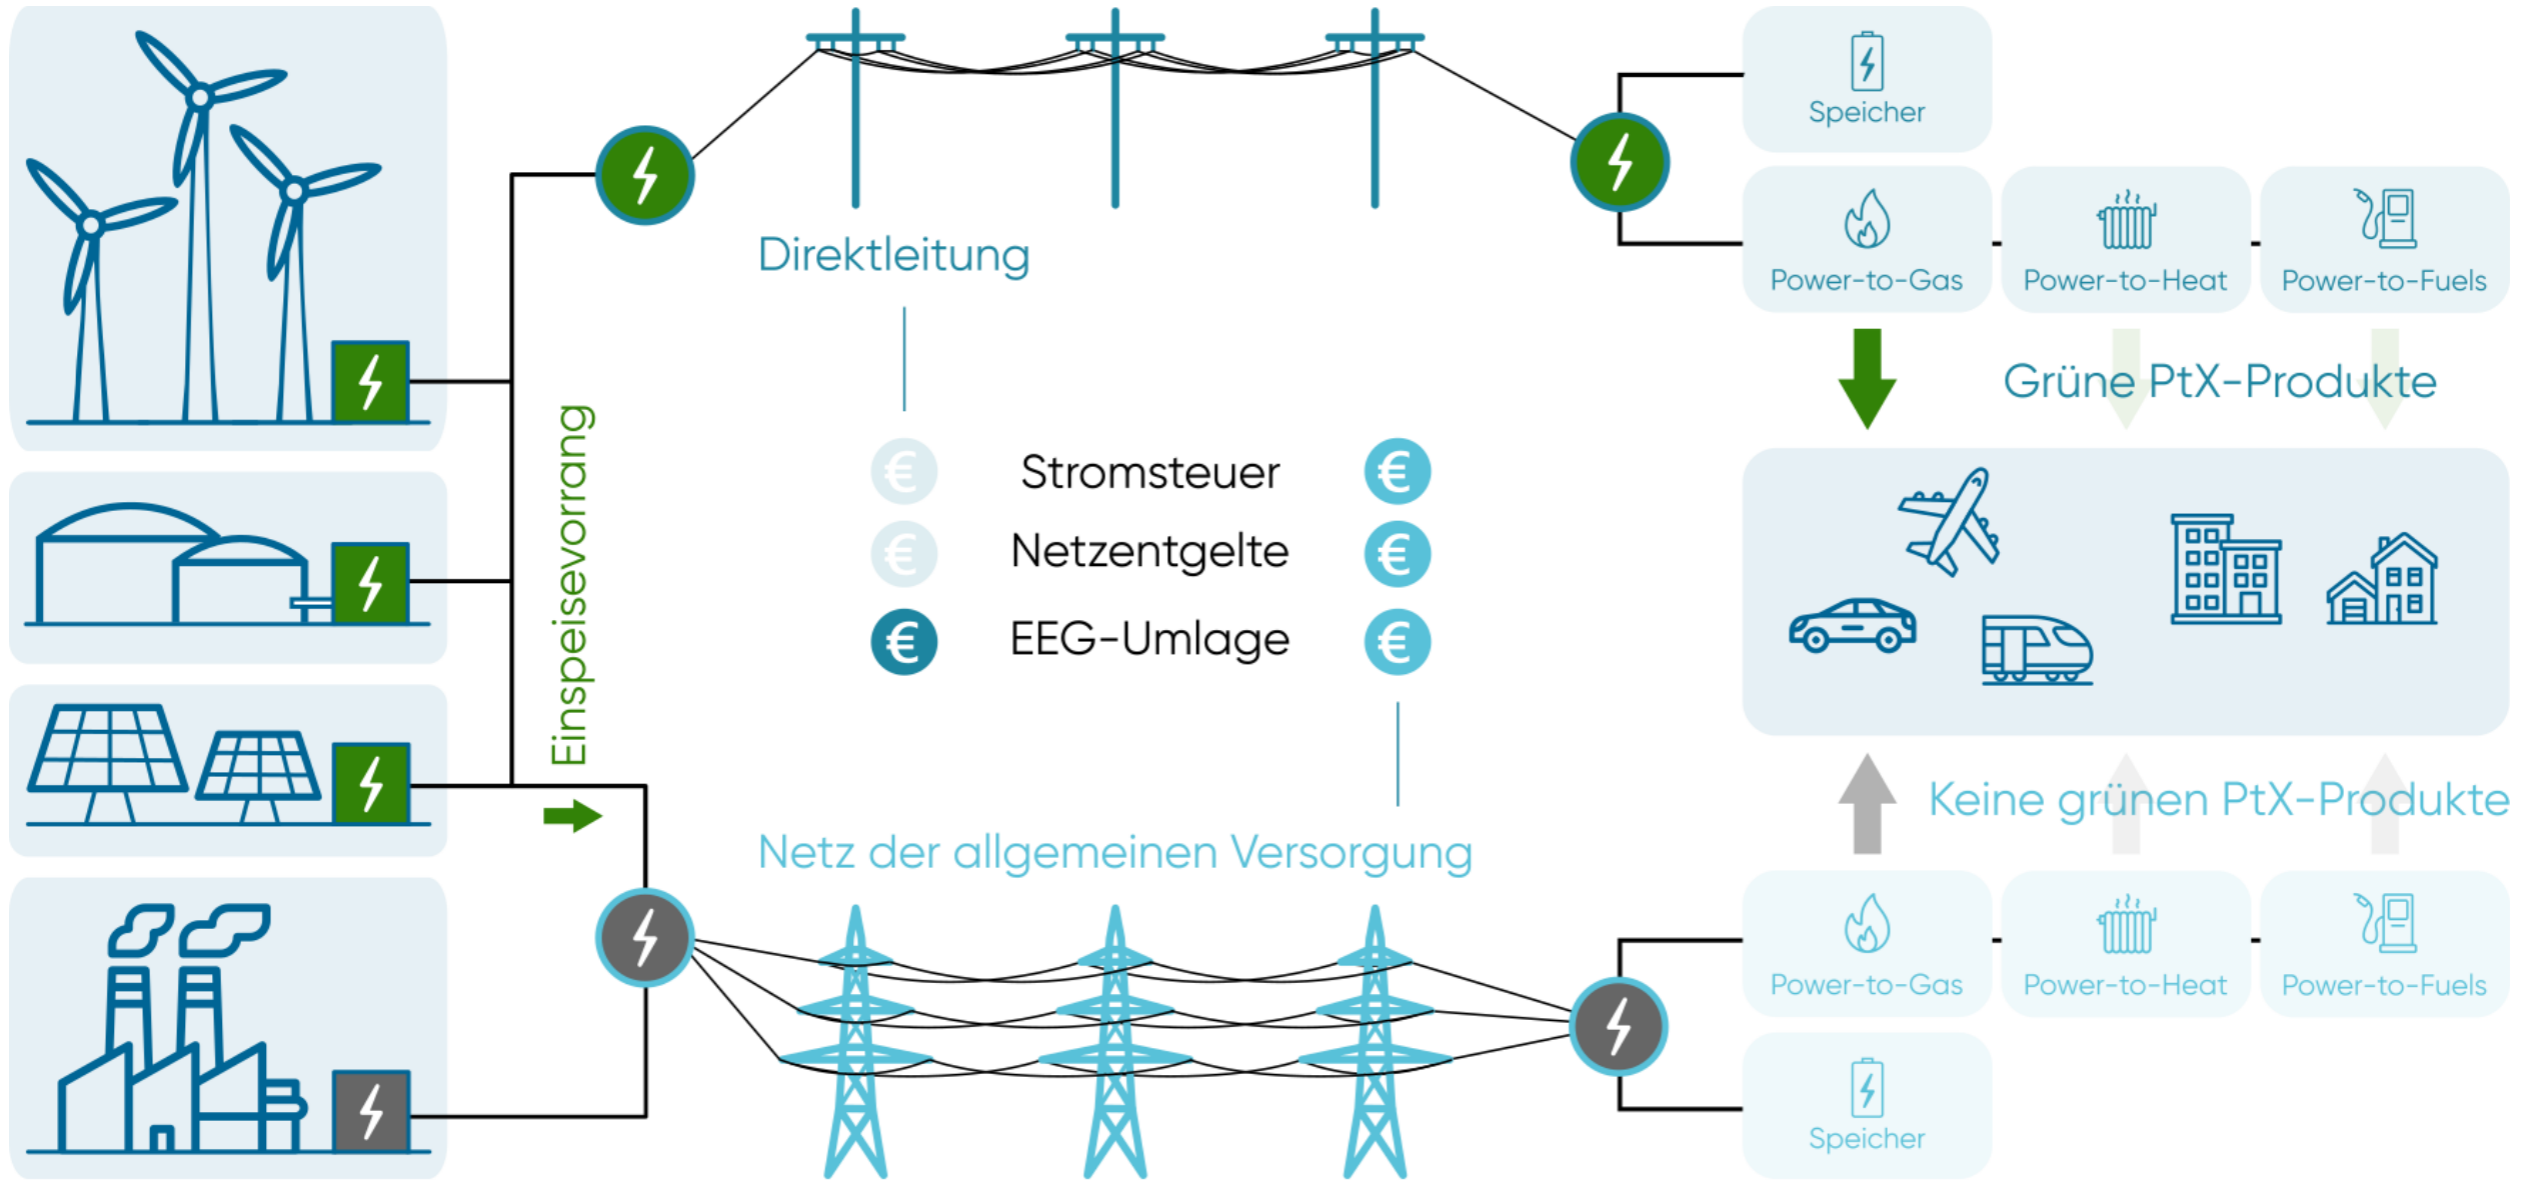 Speicher
Power-to-Gas
Power-to-Heat
Power-to-Fuels
Direktleitung
Grüne PtX-Produkte
Einspeisevorrang
€ Stromsteuer €
€ Netzentgelte €
€ EEG-Umlage €
Keine grünen PtX-Produkte
Netz der allgemeinen Versorgung
Power-to-Gas
Power-to-Heat
Power-to-Fuels
Speicher